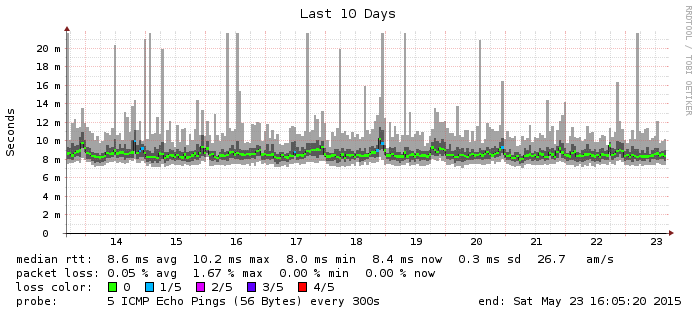 Last 10 Days
RRDTOOL / TOBI OETIKER
Seconds
20 m
18 m
16 m
14 m
12 m
10 m
8 m
6 m
4 m
2 m
0
14 15 16 17 18 19 20 21 22 23
median rtt: 8.6 ms avg 10.2 ms max 8.0 ms min 8.4 ms now 0.3 ms sd 26.7 am/s
packet loss: 0.05 % avg 1.67 % max 0.00 % min 0.00 % now
loss color: 0 1/5 2/5 3/5 4/5
probe: 5 ICMP Echo Pings (56 Bytes) every 300s end: Sat May 23 16:05:20 2015